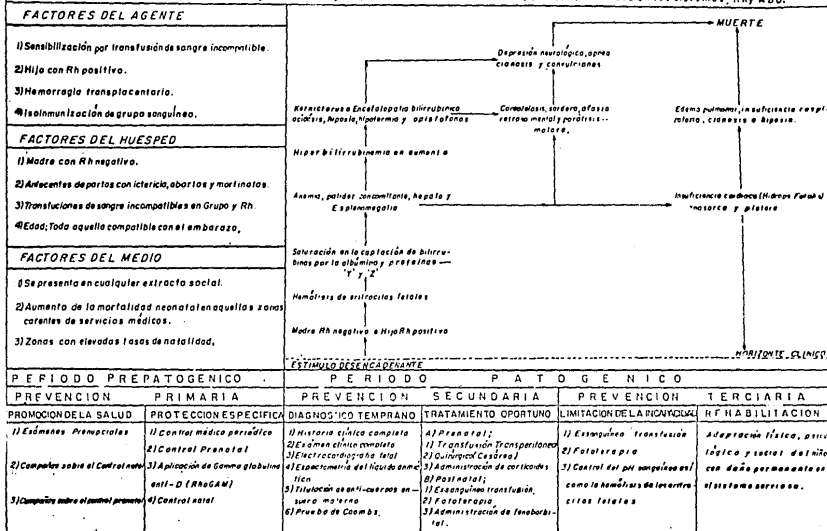 FACTORES DEL AGENTE
1) Sensibilización por transfusión de sangre incompatible.
2) Hijo con Rh positivo.
3) Hemorragia transplacentaria.
4) Isoinmunización de grupo sanguíneo.
FACTORES DEL HUESPED
1) Madre con Rh negativo.
2) Antecentes de partos con ictericia, abortos y mortinatos.
3) Transfuciones de sangre incompatibles en Grupo y Rh.
4) Edad; Toda aquella compatible con el embarazo,
FACTORES DEL MEDIO
1) Se presenta en cualquier extracto social.
2) Aumento de la mortalidad neonatal en aquellas zonas
carentes de servicios médicos.
3) Zonas con elevadas tasas de natalidad.
MUERTE
Depresión neurológica, apnea
cianosis y convulsiones
Kernicterus o Encefalopatía bilirrubínica
acidosis, hipoxia, hipotermia y opistotonos
sordera, afasia
retraso mental y parálisis
motora.
Edema pulmonar, insuficiencia
cianosis e hipoxia.
Hiperbilirrubinemia en aumento
Anemia, palidez concomitante, hepato y
Esplenomegalia
Insuficiencia cardiaca (Hidrops Fetalis)
anasarca y
Saturación en la captación de bilirru-
binas por la albúmina y proteínas —
'Y' y 'Z'
Hemólisis de eritrocitos fetales
Madre Rh negativo e Hijo Rh positivo
ESTIMULO DESENCADENANTE
HORIZONTE CLINICO
PERIODO PREPATOGENICO
PERIODO PATOGENICO
PREVENCION PRIMARIA
PREVENCION SECUNDARIA
PREVENCION TERCIARIA
PROMOCION DE LA SALUD
1) Exámenes Prenupciales
2) Campañas sobre el Control natal
3) Campañas sobre el control prenatal
PROTECCION ESPECIFICA
1) Control médico periódico
2) Control Prenatal
3) Aplicación de Gamma globulina
anti-D (RhoGAM)
4) Control natal
DIAGNOSTICO TEMPRANO
1) Historia clínica completa
2) Exámen clínico completo
3) Electrocardiografía fetal
4) Espectometría del líquido amnió
tico
5) Titulación de anti-cuerpos en —
suero materno
6) Prueba de Coombs.
TRATAMIENTO OPORTUNO
A) Prenatal;
1) Transfusión Transperitoneal
2) Quirúrgico (Cesárea)
3) Administración de corticoides
B) Postnatal;
1) Exsanguíneo transfusión,
2) Fototerapia
3) Administración de fenobarbi-
tal.
LIMITACION DE LA INCAPACIDAD
1) Exsanguíneo transfusión
2) Fototerapia
3) Control del pH sanguíneo así
como la hemólisis de los eritro
citos fetales
REHABILITACION
Adaptación física,
lógica y social del niño
con daño permanente en
el sistema nervioso.